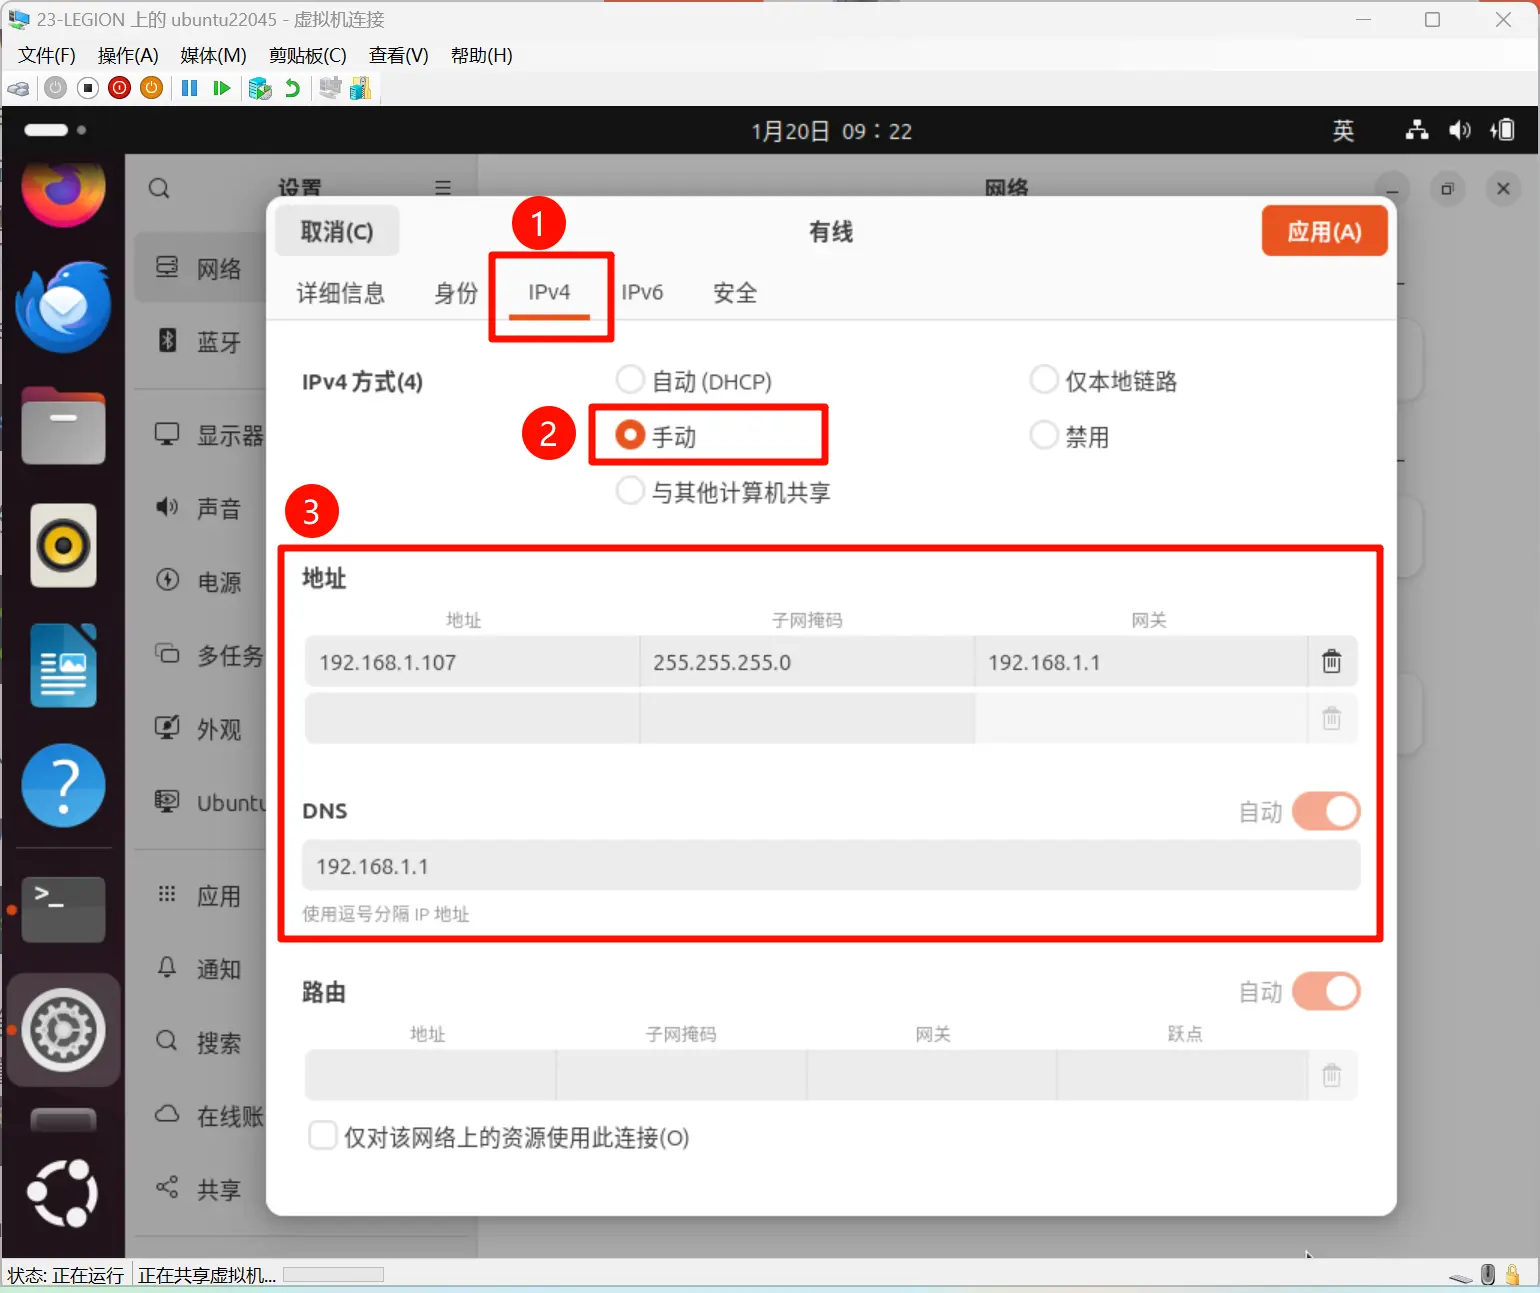 23-LEGION 上的 ubuntu22045 - 虚拟机连接
文件(F) 操作(A) 媒体(M) 剪贴板(C) 查看(V) 帮助(H)
1月20日 09：22
英
设置
网络
取消(C)
1
有线
应用(A)
详细信息
身份
IPv4
IPv6
安全
网络
蓝牙
显示器
声音
电源
多任务
外观
Ubuntu
应用
通知
搜索
在线账
共享
IPv4 方式(4)
自动 (DHCP)
仅本地链路
2
手动
禁用
与其他计算机共享
3
地址
地址 子网掩码 网关
192.168.1.107 255.255.255.0 192.168.1.1
DNS
自动
192.168.1.1
使用逗号分隔 IP 地址
路由
自动
地址 子网掩码 网关 跃点
仅对该网络上的资源使用此连接(O)
>_
?
状态: 正在运行 正在共享虚拟机...